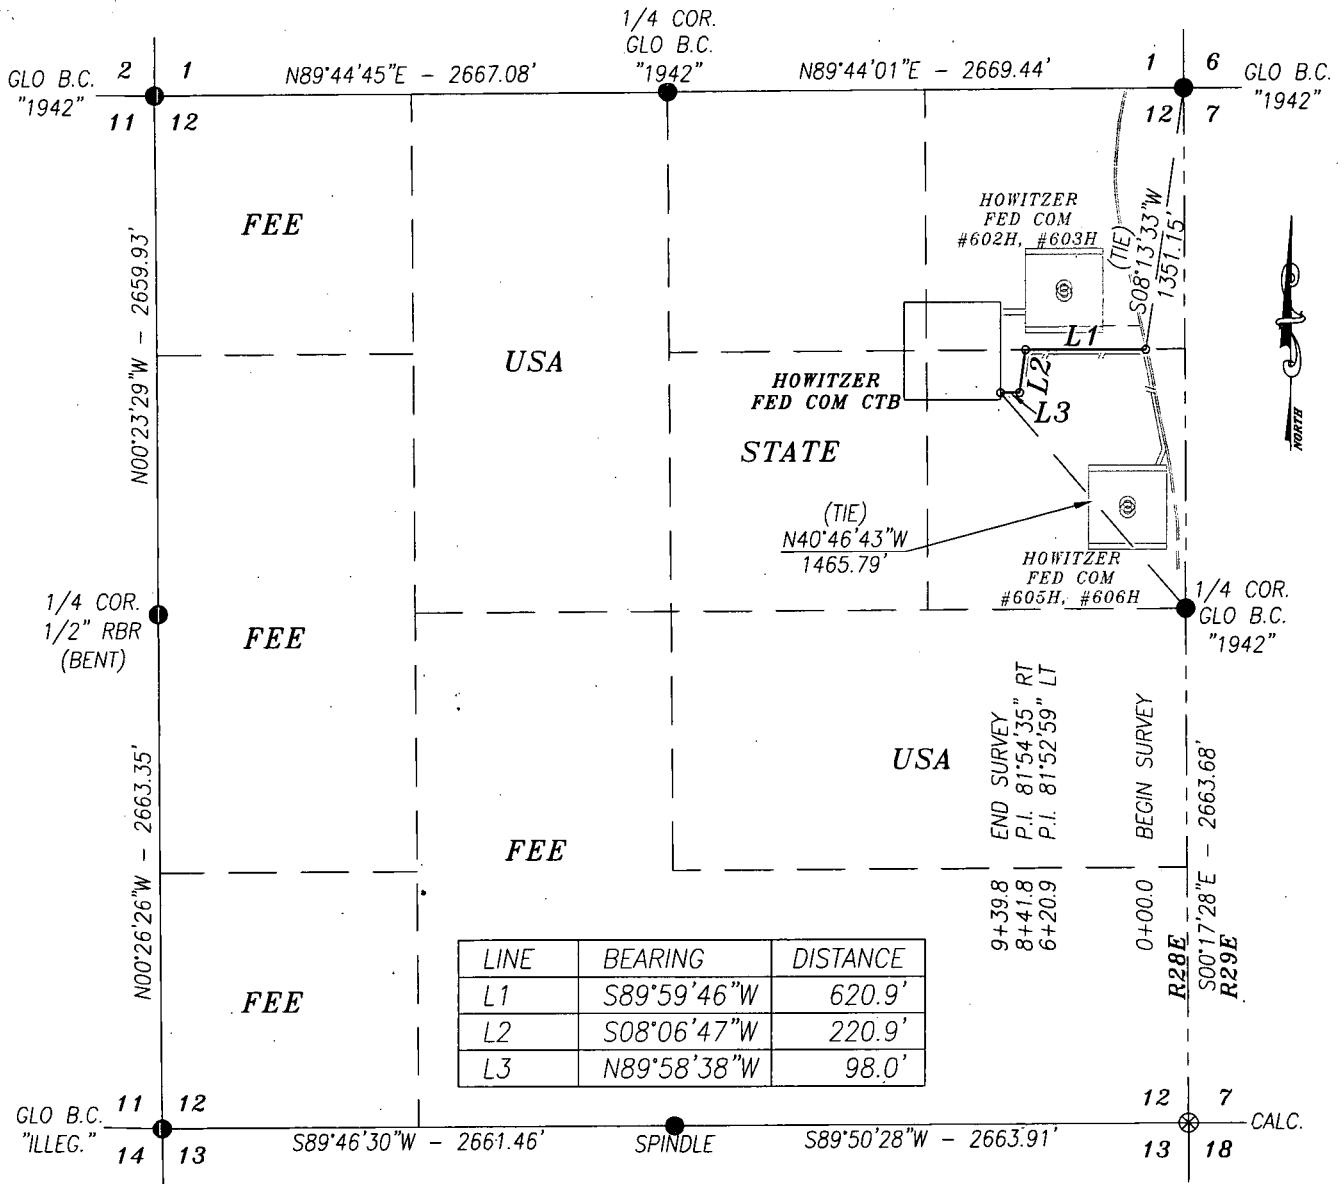 1/4 COR.
GLO B.C.
"1942"
GLO B.C.
"1942"
2 1
11 12
N89°44'45"E - 2667.08'
N89°44'01"E - 2669.44'
1 6
12 7
GLO B.C.
"1942"
FEE
HOWITZER
FED COM
#602H, #603H
(TIE)
S08°13'33"W
1351.15'
N00°23'29"W - 2659.93'
USA
L1
L2
L3
HOWITZER
FED COM CTB
NORTH
STATE
(TIE)
N40°46'43"W
1465.79'
HOWITZER
FED COM
#605H, #606H
1/4 COR.
1/2" RBR
(BENT)
FEE
1/4 COR.
GLO B.C.
"1942"
N00°26'26"W - 2663.35'
USA
9+39.8 END SURVEY
8+41.8 P.I. 81°54'35" RT
6+20.9 P.I. 81°52'59" LT
0+00.0 BEGIN SURVEY
R28E
S00°17'28"E - 2663.68'
R29E
FEE
FEE
LINE BEARING DISTANCE
L1 S89°59'46"W 620.9'
L2 S08°06'47"W 220.9'
L3 N89°58'38"W 98.0'
GLO B.C.
"ILLEG."
11 12
14 13
S89°46'30"W - 2661.46'
SPINDLE
S89°50'28"W - 2663.91'
12 7
13 18
CALC.